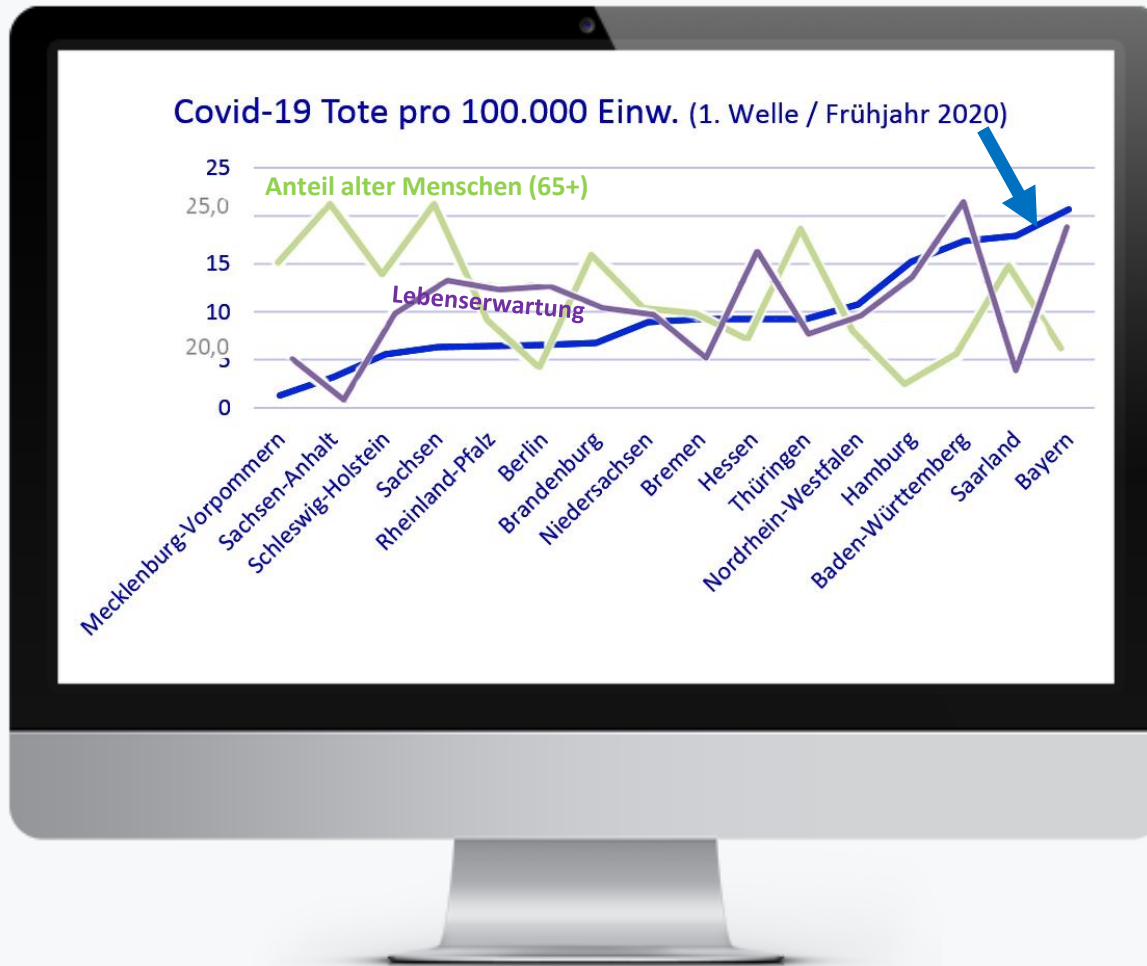 Covid-19 Tote pro 100.000 Einw. (1. Welle / Frühjahr 2020)
25
Anteil alter Menschen (65+)
25,0
15
Lebenserwartung
10
20,0
5
0
Mecklenburg-Vorpommern
Sachsen-Anhalt
Schleswig-Holstein
Sachsen
Rheinland-Pfalz
Berlin
Brandenburg
Niedersachsen
Bremen
Hessen
Thüringen
Nordrhein-Westfalen
Hamburg
Baden-Württemberg
Saarland
Bayern